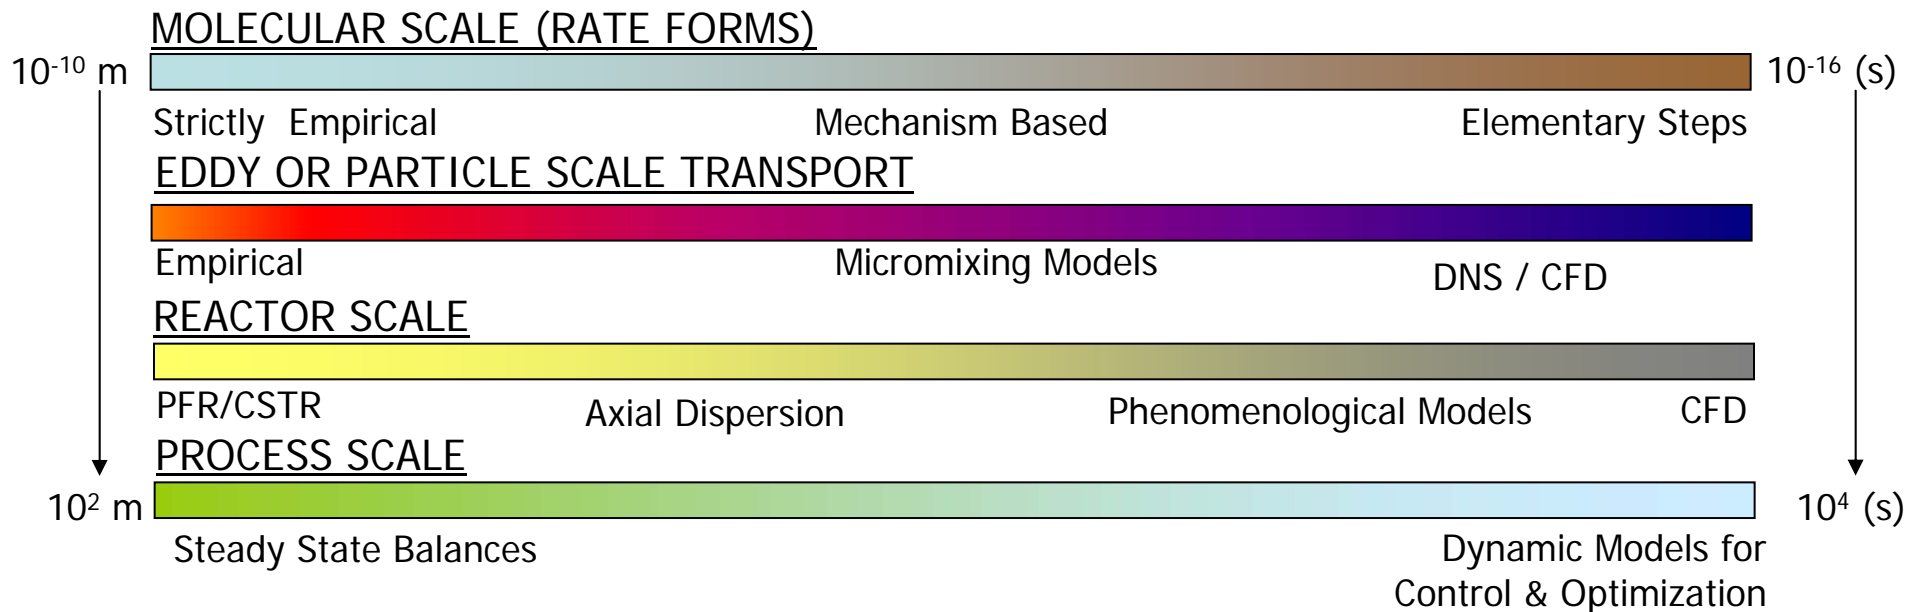 MOLECULAR SCALE (RATE FORMS)
10⁻¹⁰ m 10⁻¹⁶ (s)
Strictly Empirical Mechanism Based Elementary Steps
EDDY OR PARTICLE SCALE TRANSPORT
Empirical Micromixing Models DNS / CFD
REACTOR SCALE
PFR/CSTR Axial Dispersion Phenomenological Models CFD
PROCESS SCALE
10² m 10⁴ (s)
Steady State Balances Dynamic Models for
Control & Optimization